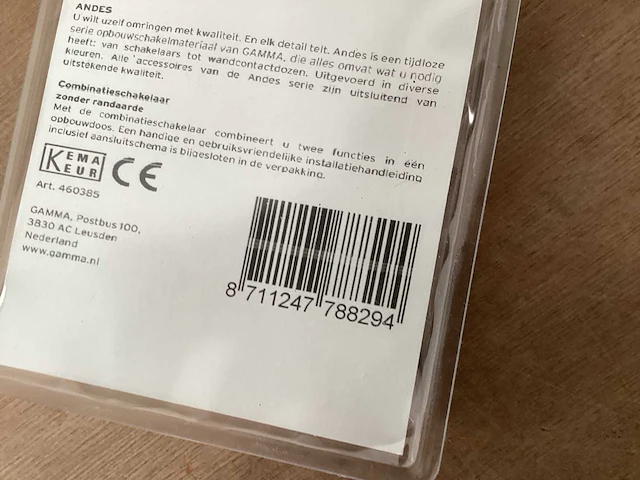 ANDES
U wilt uzelf omringen met kwaliteit. En elk detail telt. Andes is een tijdloze
serie opbouwschakelmateriaal van GAMMA, die alles omvat wat u nodig
heeft: van schakelaars tot wandcontactdozen. Uitgevoerd in diverse
kleuren. Alle accessoires van de Andes serie zijn uitsluitend van
uitstekende kwaliteit.
Combinatieschakelaar
zonder randaarde
Met de combinatieschakelaar combineert u twee functies in één
opbouwdoos. Een handige en gebruiksvriendelijke installatiehandleiding
inclusief aansluitschema is bijgesloten in de verpakking.
KEMA
KEUR
CE
Art. 460385
GAMMA, Postbus 100,
3830 AC Leusden
Nederland
www.gamma.nl
8 711247 788294